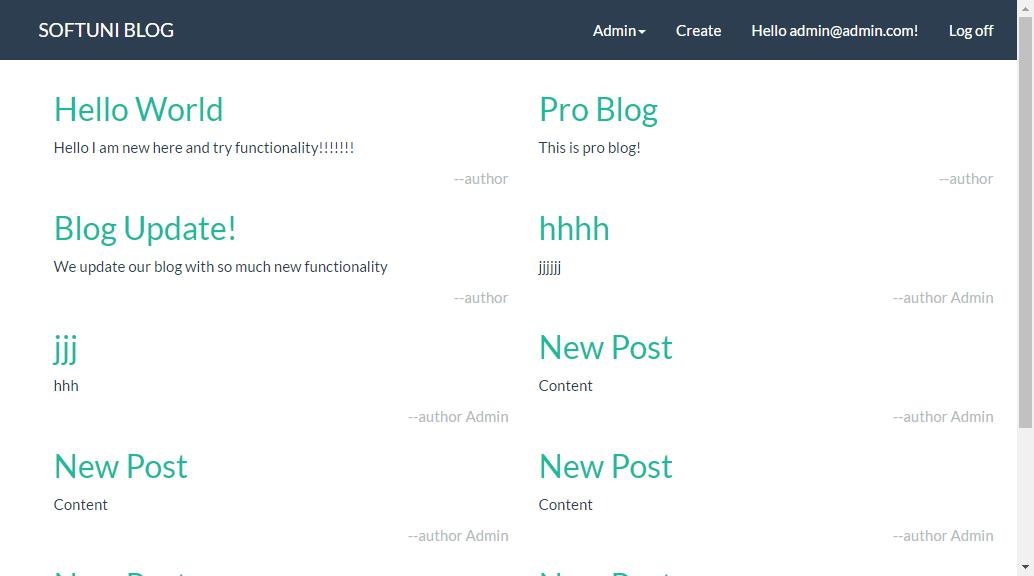 SOFTUNI BLOG
Admin
Create
Hello admin@admin.com!
Log off
Hello World
Hello I am new here and try functionality!!!!!!!
--author
Pro Blog
This is pro blog!
--author
Blog Update!
We update our blog with so much new functionality
--author
hhhh
jjjjjj
--author Admin
jjj
hhh
--author Admin
New Post
Content
--author Admin
New Post
Content
--author Admin
New Post
Content
--author Admin